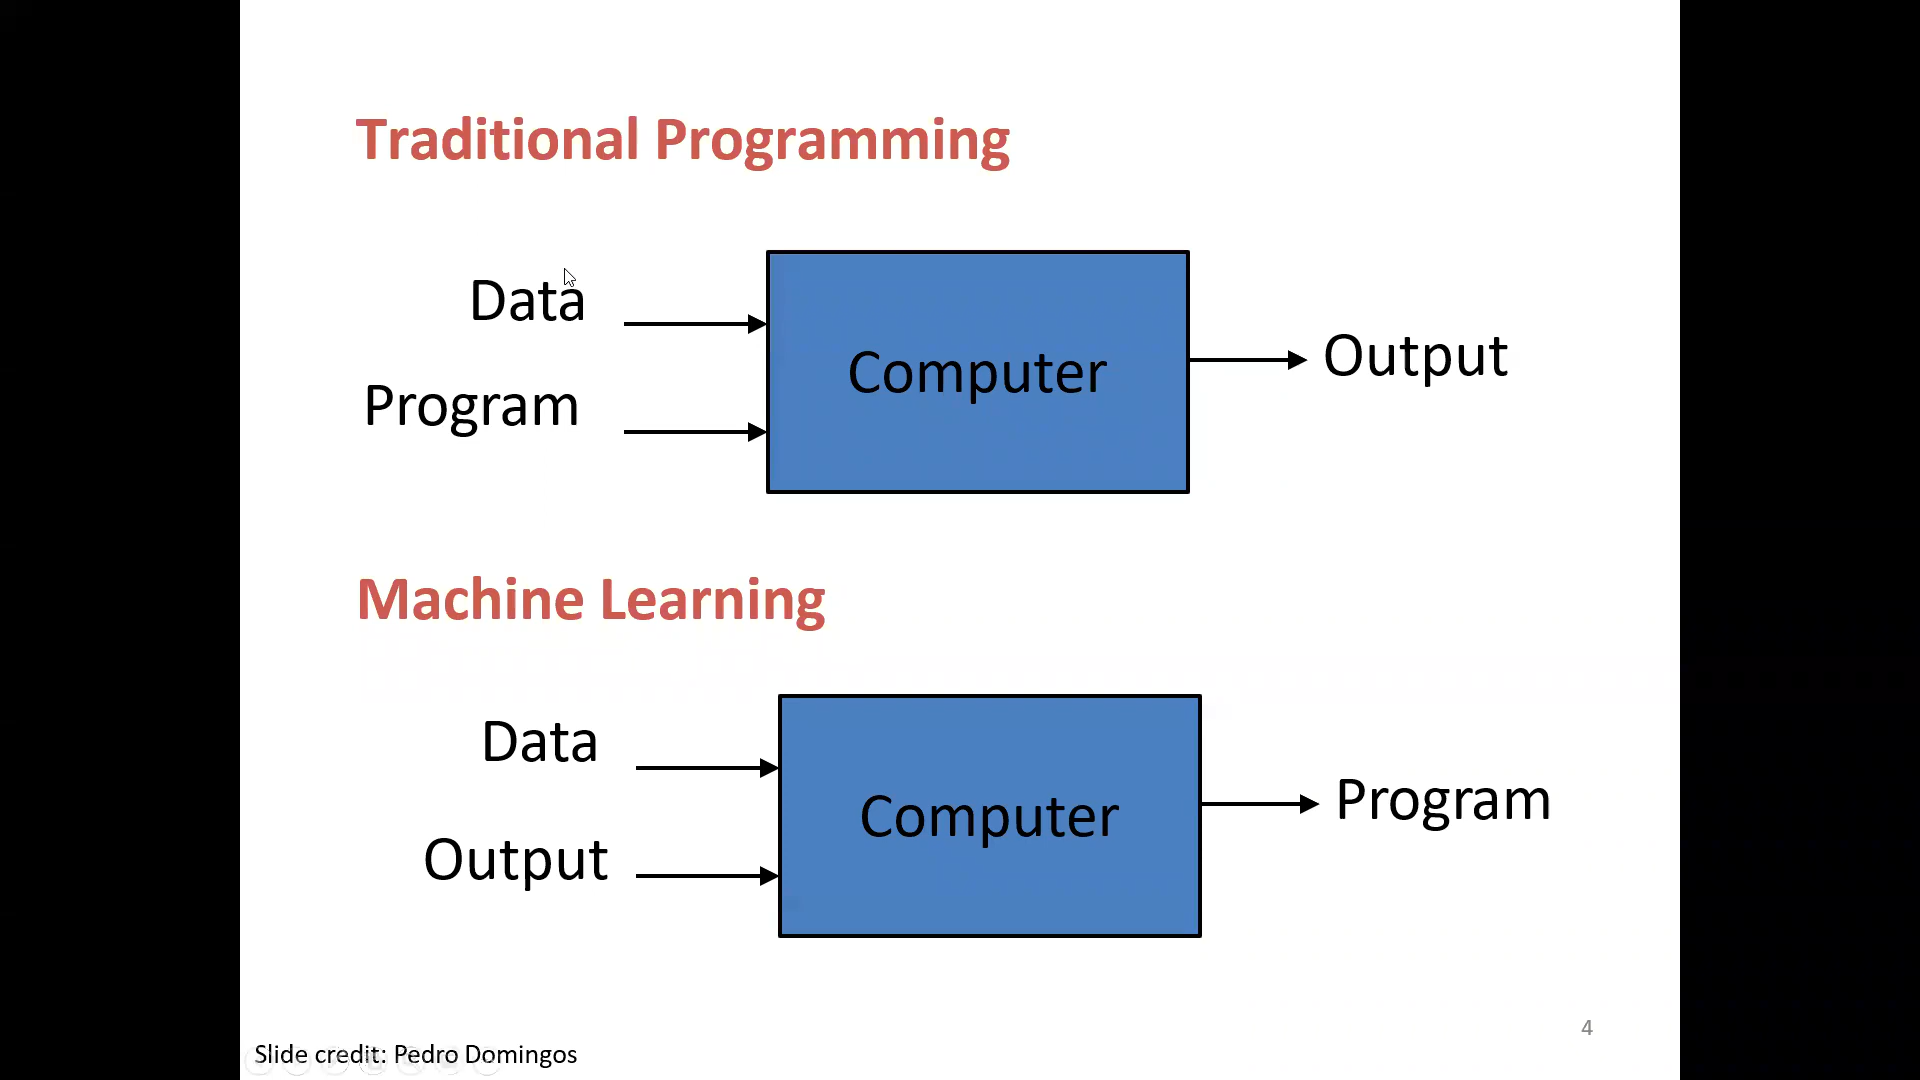 Traditional Programming
Data
Program
Computer
Output
Machine Learning
Data
Output
Computer
Program
4
Slide credit: Pedro Domingos